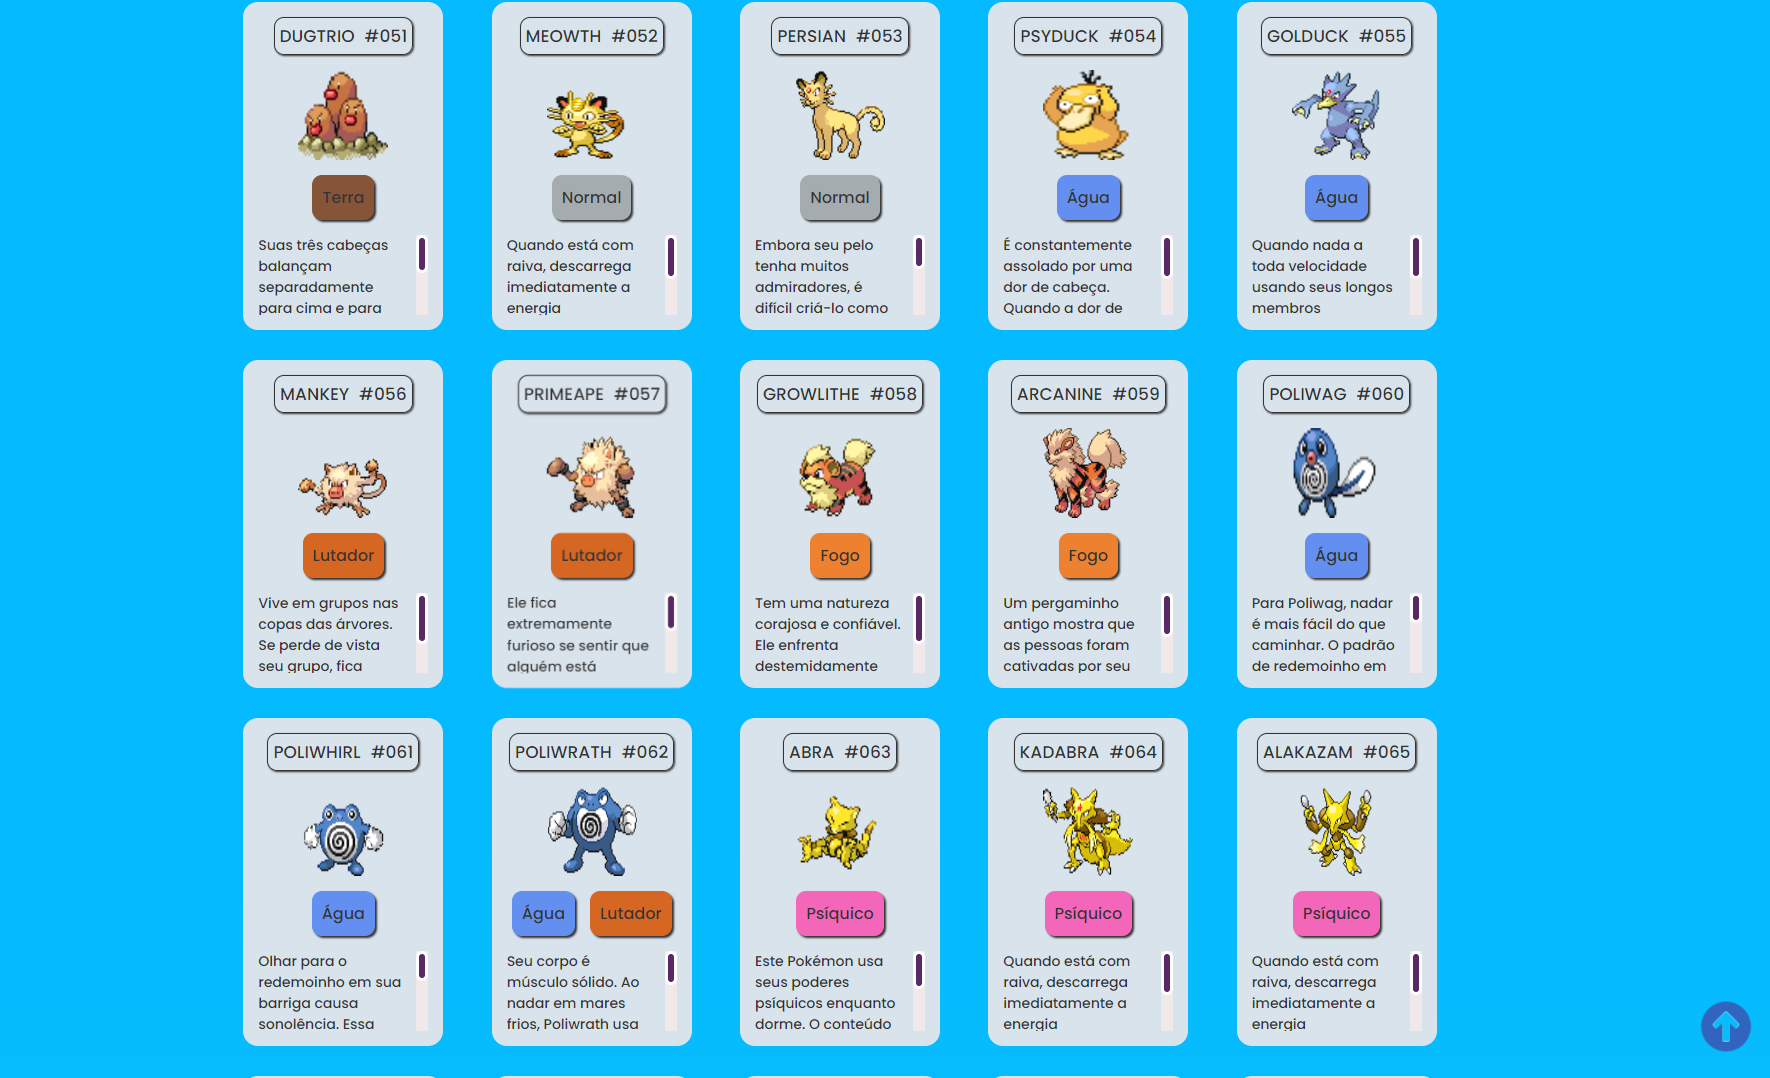 DUGTRIO #051
Terra
Suas três cabeças
balançam
separadamente
para cima e para
MEOWTH #052
Normal
Quando está com
raiva, descarrega
imediatamente a
energia
PERSIAN #053
Normal
Embora seu pelo
tenha muitos
admiradores, é
difícil criá-lo como
PSYDUCK #054
Água
É constantemente
assolado por uma
dor de cabeça.
Quando a dor de
GOLDUCK #055
Água
Quando nada a
toda velocidade
usando seus longos
membros
MANKEY #056
Lutador
Vive em grupos nas
copas das árvores.
Se perde de vista
seu grupo, fica
PRIMEAPE #057
Lutador
Ele fica
extremamente
furioso se sentir que
alguém está
GROWLITHE #058
Fogo
Tem uma natureza
corajosa e confiável.
Ele enfrenta
destemidamente
ARCANINE #059
Fogo
Um pergaminho
antigo mostra que
as pessoas foram
cativadas por seu
POLIWAG #060
Água
Para Poliwag, nadar
é mais fácil do que
caminhar. O padrão
de redemoinho em
POLIWHIRL #061
Água
Olhar para o
redemoinho em sua
barriga causa
sonolência. Essa
POLIWRATH #062
Água Lutador
Seu corpo é
músculo sólido. Ao
nadar em mares
frios, Poliwrath usa
ABRA #063
Psíquico
Este Pokémon usa
seus poderes
psíquicos enquanto
dorme. O conteúdo
KADABRA #064
Psíquico
Quando está com
raiva, descarrega
imediatamente a
energia
ALAKAZAM #065
Psíquico
Quando está com
raiva, descarrega
imediatamente a
energia